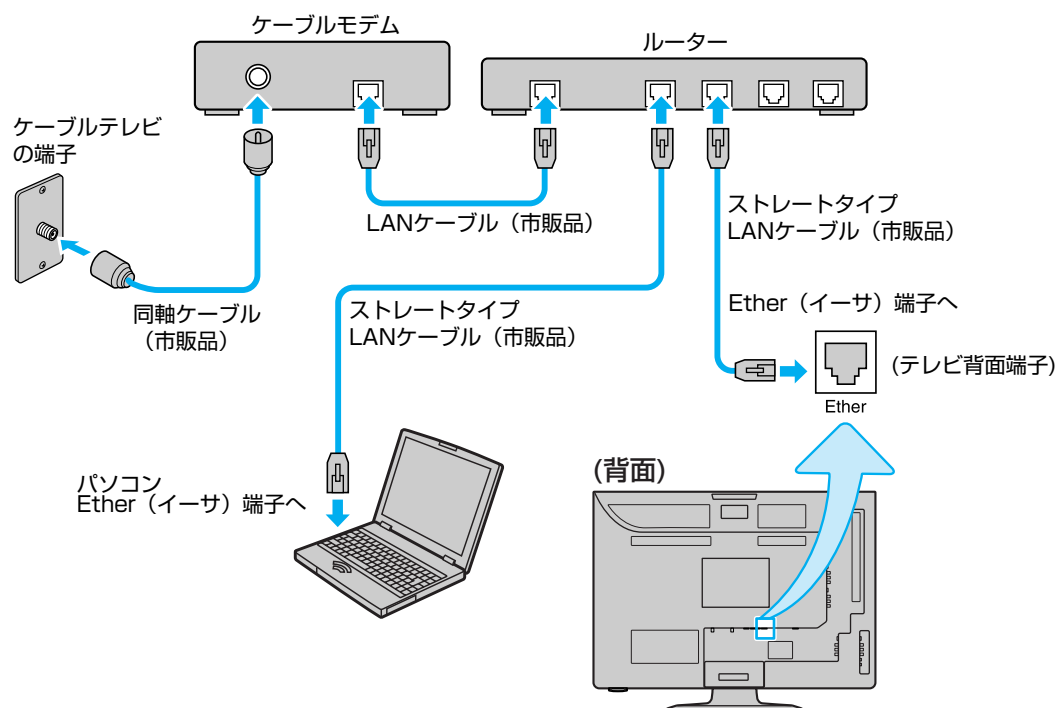 ケーブルモデム
ルーター
ケーブルテレビ
の端子
LANケーブル（市販品）
ストレートタイプ
LANケーブル（市販品）
同軸ケーブル
（市販品）
ストレートタイプ
LANケーブル（市販品）
Ether（イーサ）端子へ
(テレビ背面端子)
Ether
パソコン
Ether（イーサ）端子へ
(背面)